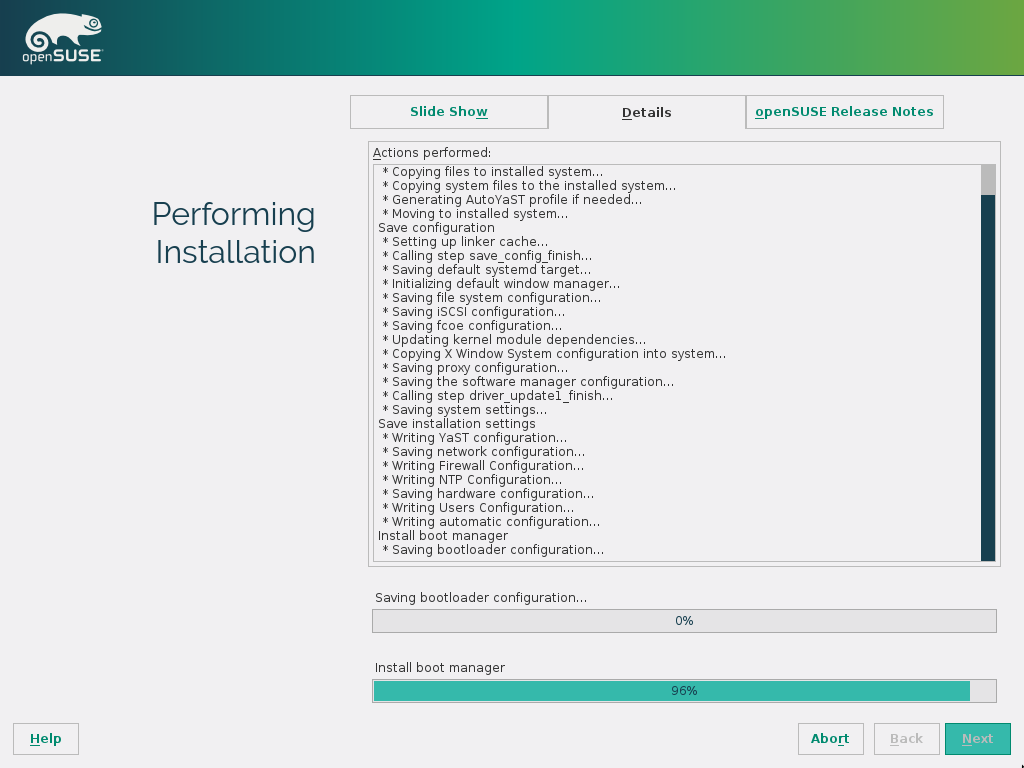 openSUSE
Slide Show
Details
openSUSE Release Notes
Performing
Installation
Actions performed:
* Copying files to installed system...
* Copying system files to the installed system...
* Generating AutoYaST profile if needed...
* Moving to installed system...
Save configuration
* Setting up linker cache...
* Calling step save_config_finish...
* Saving default systemd target...
* Initializing default window manager...
* Saving file system configuration...
* Saving iSCSI configuration...
* Saving fcoe configuration...
* Updating kernel module dependencies...
* Copying X Window System configuration into system...
* Saving proxy configuration...
* Saving the software manager configuration...
* Calling step driver_update1_finish...
* Saving system settings...
Save installation settings
* Writing YaST configuration...
* Saving network configuration...
* Writing Firewall Configuration...
* Writing NTP Configuration...
* Saving hardware configuration...
* Writing Users Configuration...
* Writing automatic configuration...
Install boot manager
* Saving bootloader configuration...
Saving bootloader configuration...
0%
Install boot manager
96%
Help
Abort
Back
Next